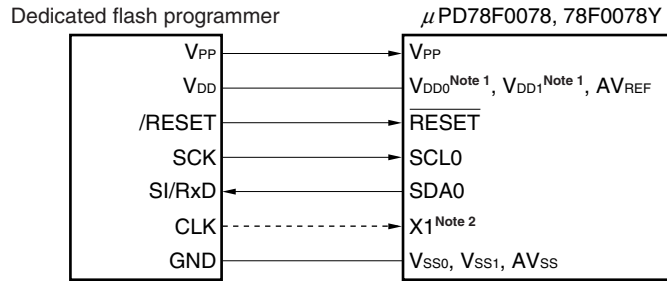 Dedicated flash programmer μPD78F0078, 78F0078Y
VPP VPP
VDD VDD0Note 1, VDD1Note 1, AVREF
/RESET RESET
SCK SCL0
SI/RxD SDA0
CLK X1Note 2
GND VSS0, VSS1, AVSS